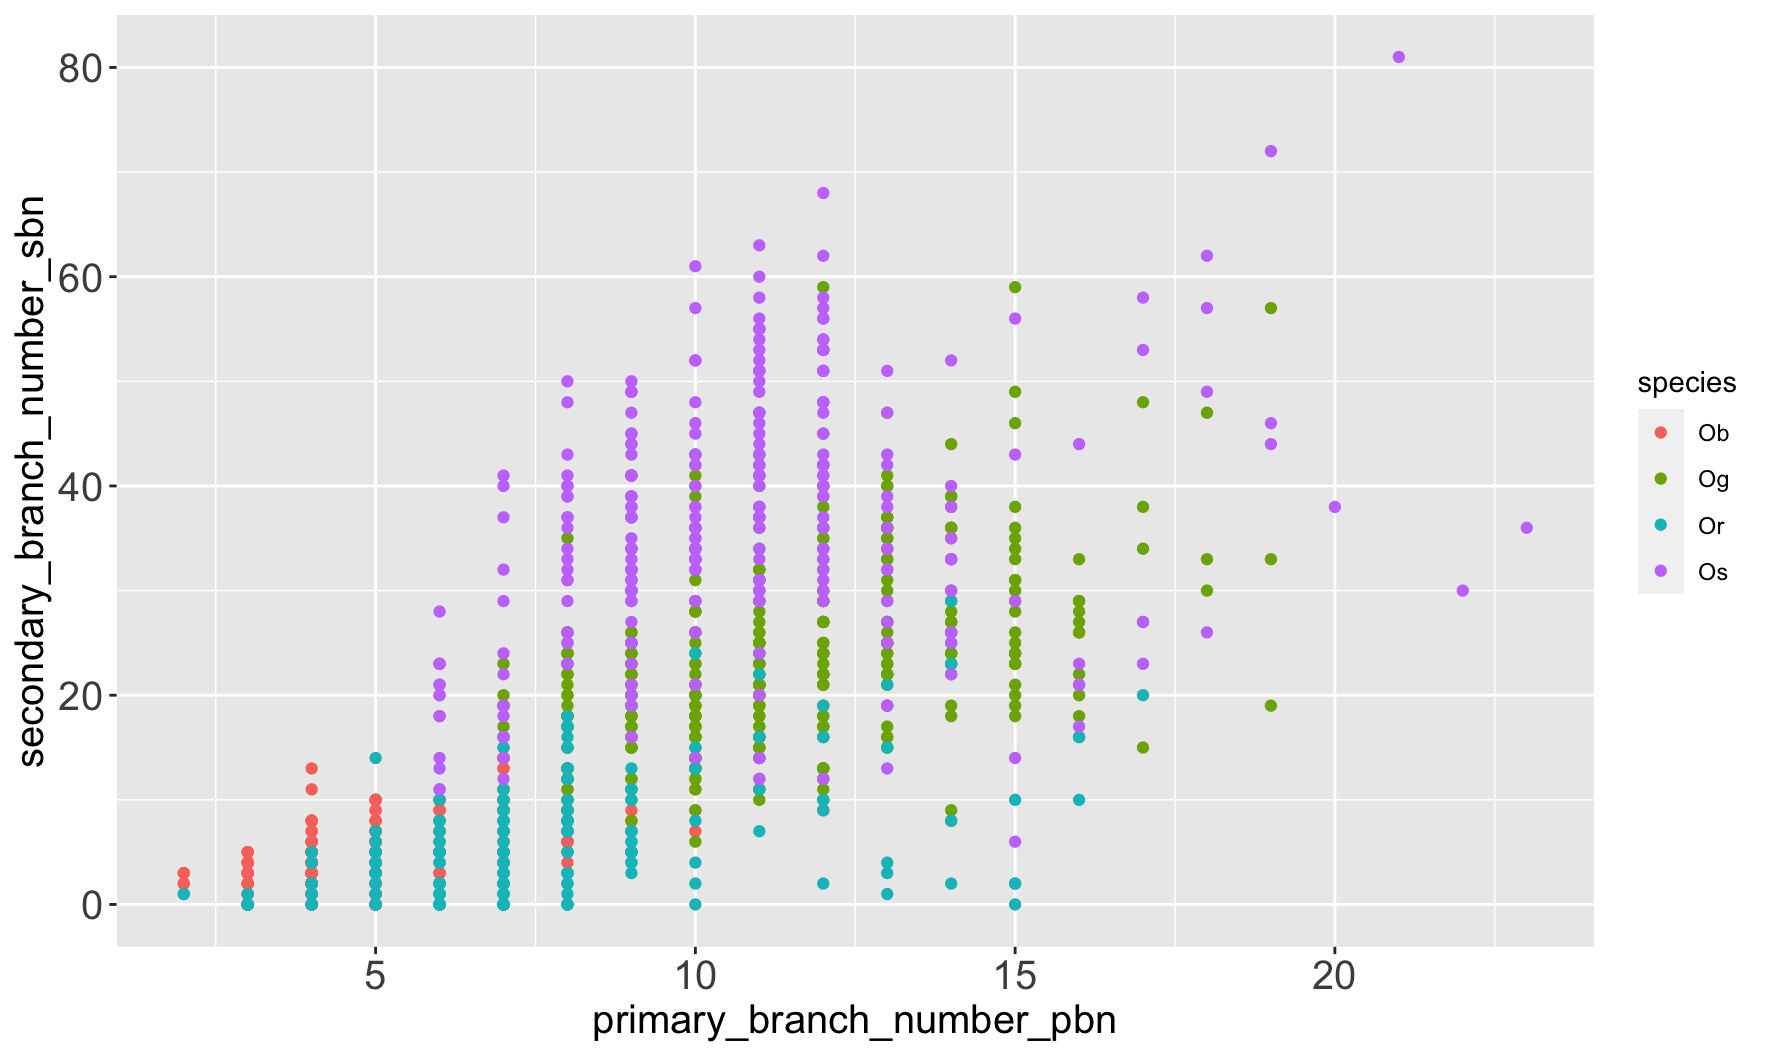 80
60
40
20
0
5
10
15
20
primary_branch_number_pbn
secondary_branch_number_sbn
species
Ob
Og
Or
Os